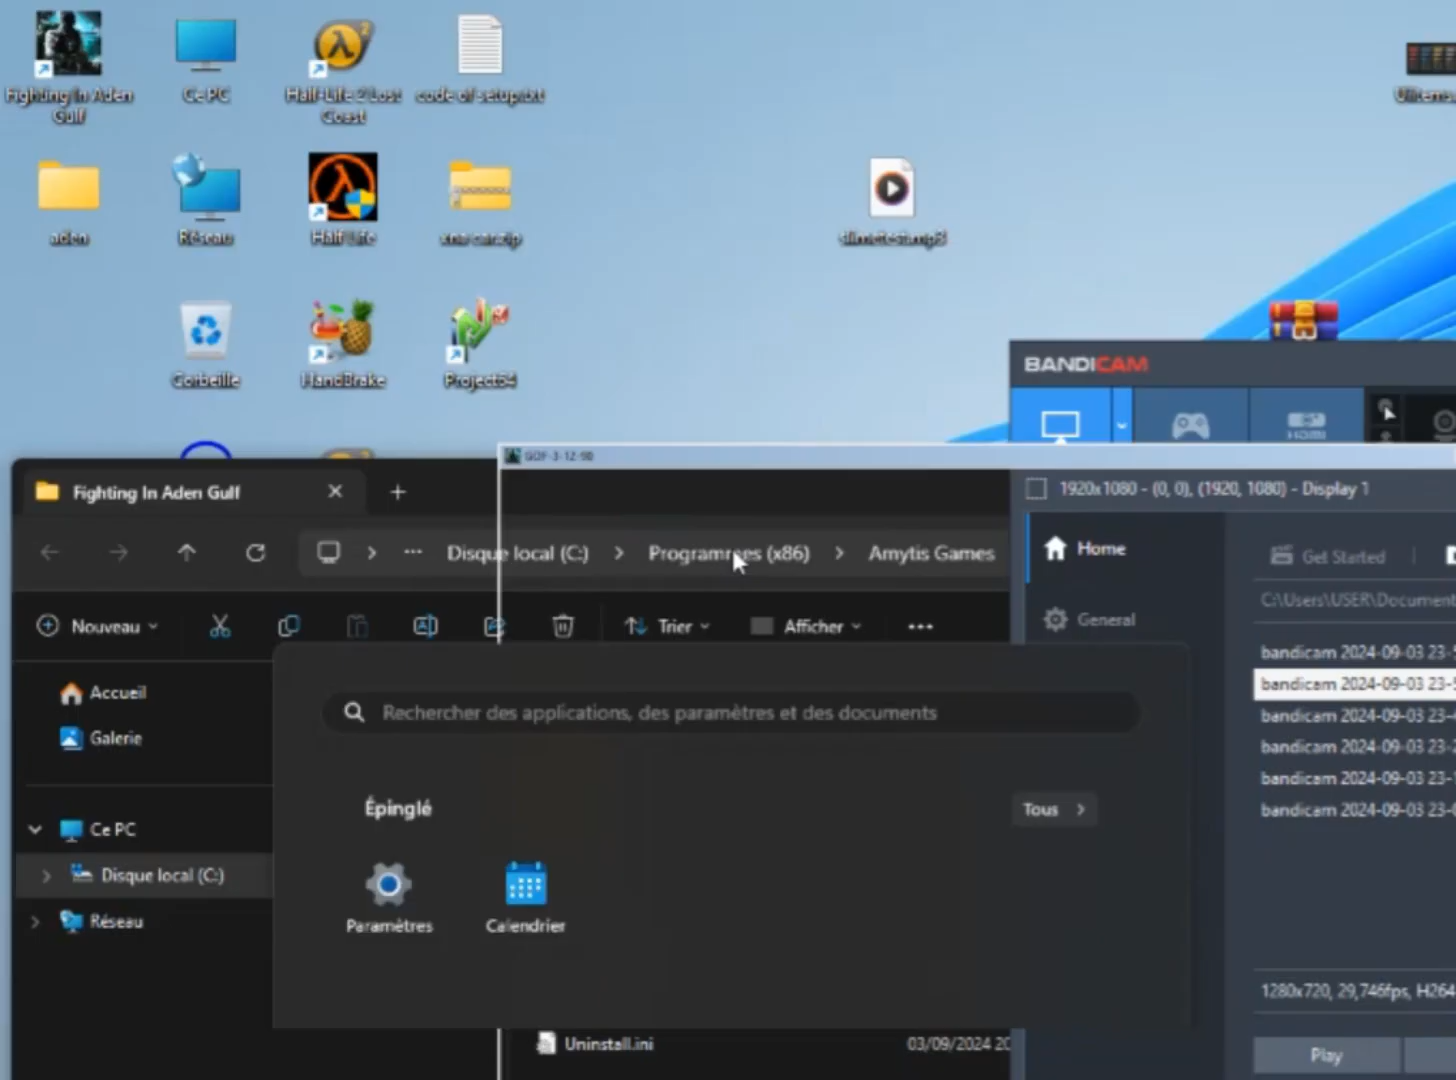 Fighting In Aden
Gulf
Ce PC
Half-Life 2 Lost
Coast
code of setup.txt
UIItems
aden
Réseau
Half Life
xna car.zip
slimetest.mp3
Corbeille
HandBrake
Project64
BANDICAM
HDMI
GOF-3-12-90
Fighting In Aden Gulf
1920x1080 - (0, 0), (1920, 1080) - Display 1
Disque local (C:)
Programmes (x86)
Amytis Games
Home
Get Started
C:\Users\USER\Document
Nouveau
Trier
Afficher
General
Accueil
Galerie
Ce PC
Disque local (C:)
Réseau
Rechercher des applications, des paramètres et des documents
Épinglé
Tous
Paramètres
Calendrier
bandicam 2024-09-03 23-
bandicam 2024-09-03 23-
bandicam 2024-09-03 23-
bandicam 2024-09-03 23-
bandicam 2024-09-03 23-
bandicam 2024-09-03 23-
1280x720, 29,746fps, H264
Uninstall.ini
03/09/2024 20
Play